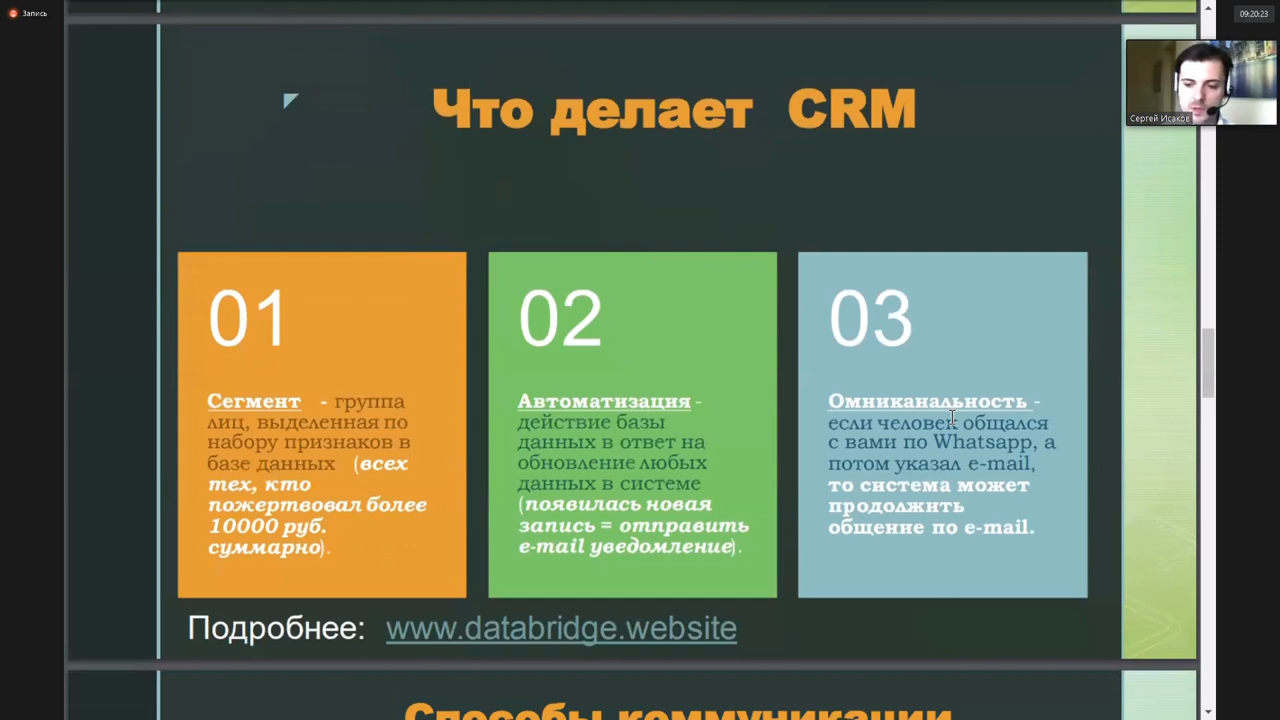 Запись
09:20:23
Что делает CRM
Сергей Исаков
01
Сегмент - группа
лиц, выделенная по
набору признаков в
базе данных (всех
тех, кто
пожертвовал более
10000 руб.
суммарно).
02
Автоматизация -
действие базы
данных в ответ на
обновление любых
данных в системе
(появилась новая
запись = отправить
e-mail уведомление).
03
Омниканальность -
если человек общался
с вами по Whatsapp, а
потом указал e-mail,
то система может
продолжить
общение по e-mail.
Подробнее: www.databridge.website
Способы коммуникации